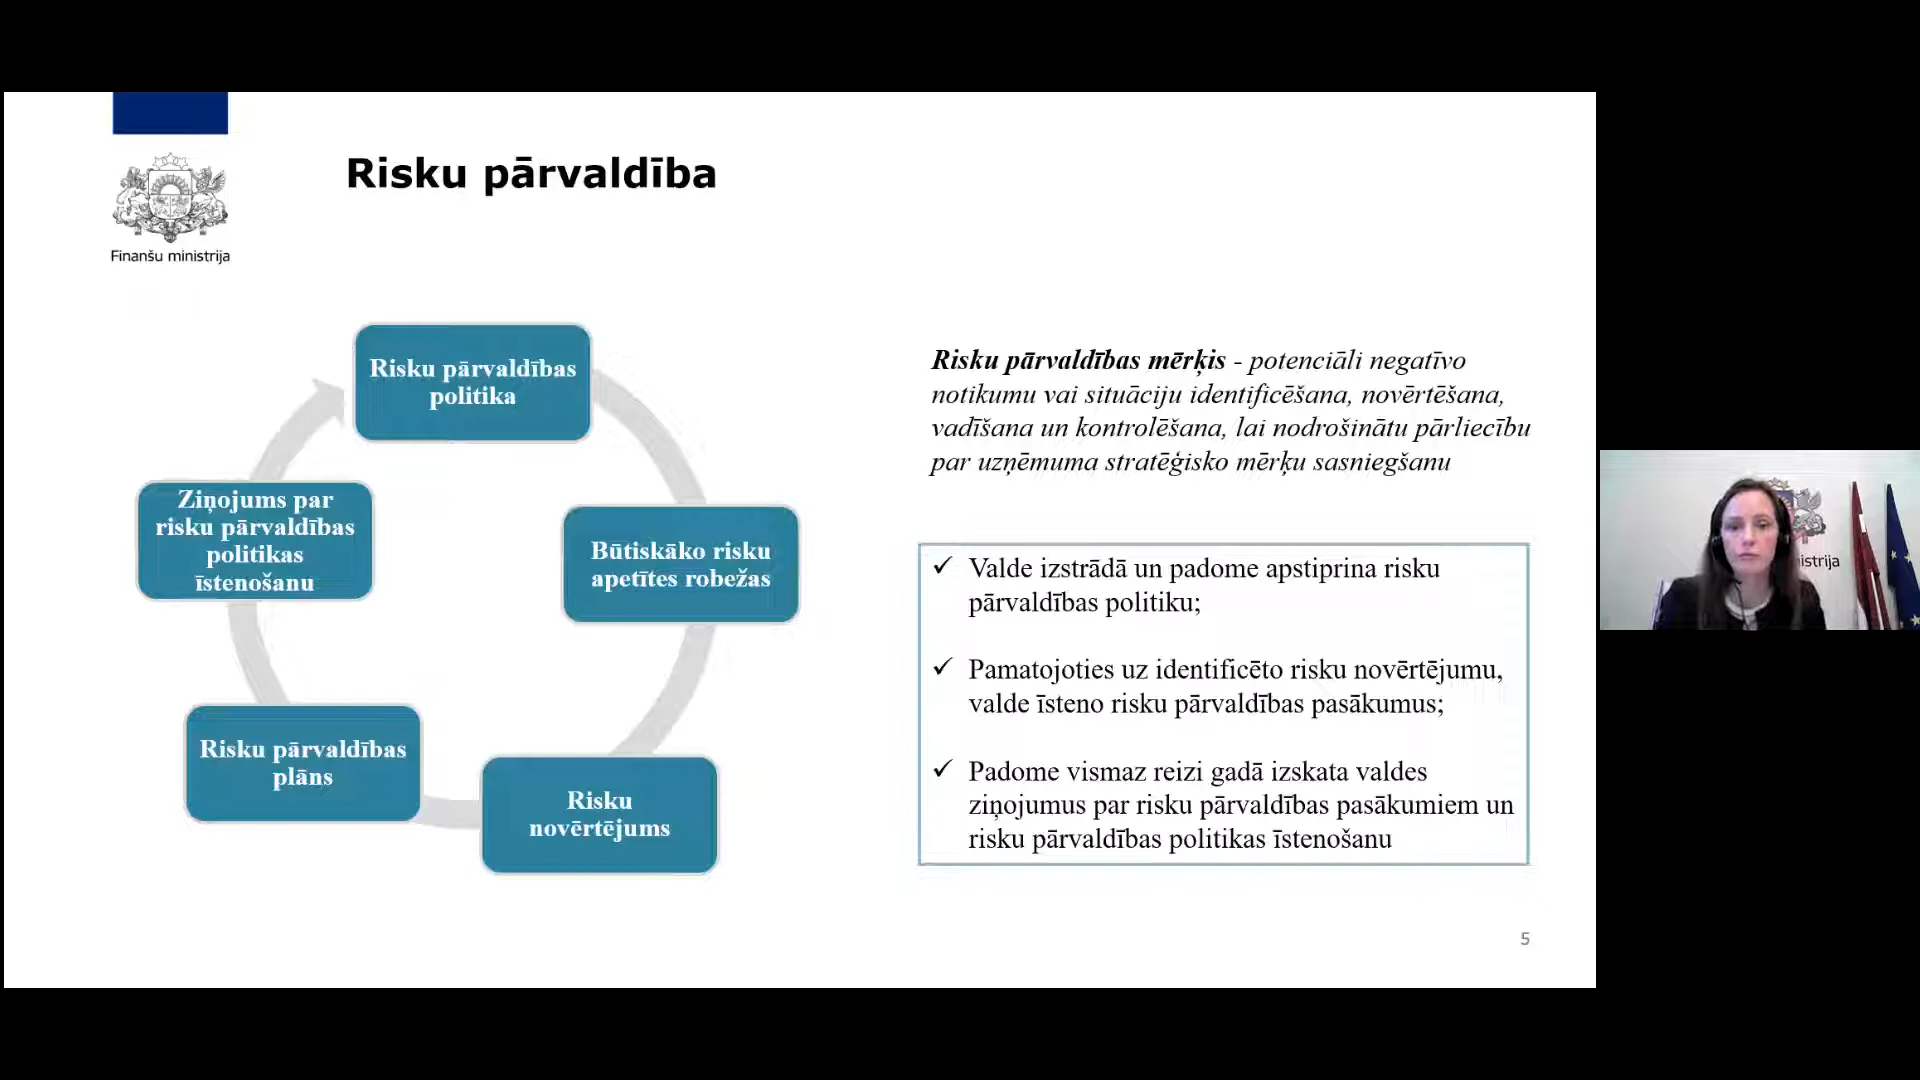 Finanšu ministrija
Risku pārvaldība
Risku pārvaldības
politika
Būtiskāko risku
apetītes robežas
Risku
novērtējums
Risku pārvaldības
plāns
Ziņojums par
risku pārvaldības
politikas
īstenošanu
Risku pārvaldības mērķis - potenciāli negatīvo
notikumu vai situāciju identificēšana, novērtēšana,
vadīšana un kontrolēšana, lai nodrošinātu pārliecību
par uzņēmuma stratēģisko mērķu sasniegšanu
✓ Valde izstrādā un padome apstiprina risku
pārvaldības politiku;
✓ Pamatojoties uz identificēto risku novērtējumu,
valde īsteno risku pārvaldības pasākumus;
✓ Padome vismaz reizi gadā izskata valdes
ziņojumus par risku pārvaldības pasākumiem un
risku pārvaldības politikas īstenošanu
5